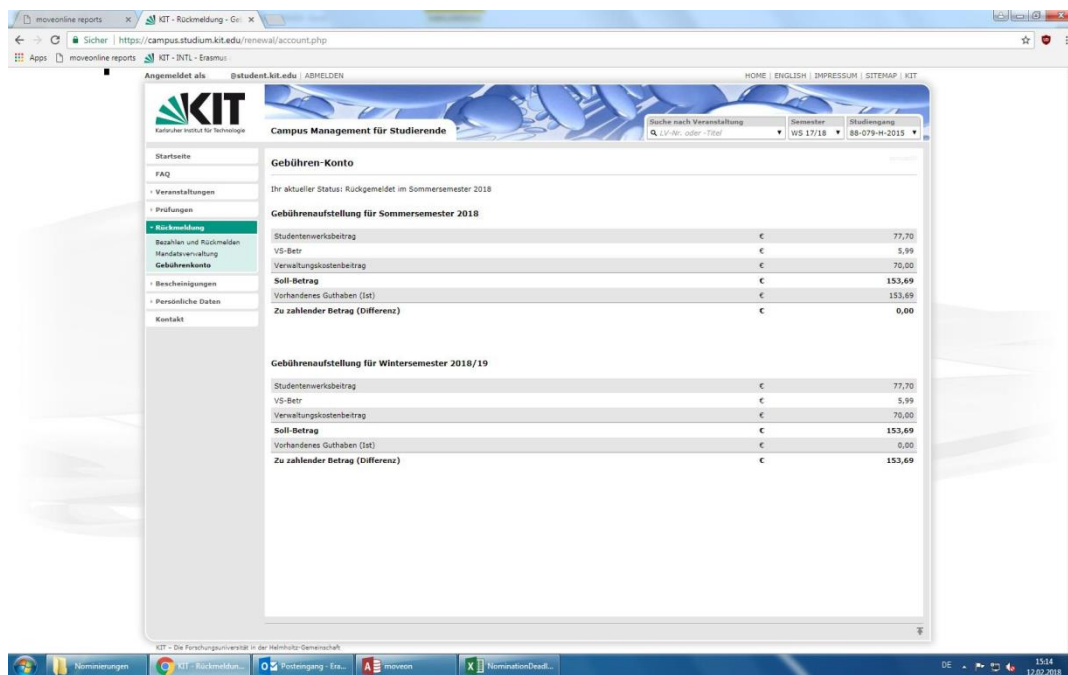 moveonline reports
KIT - Rückmeldung - Ge
Sicher | https://campus.studium.kit.edu/renewal/account.php
Apps moveonline reports KIT - INTL - Erasmus
Angemeldet als @student.kit.edu | ABMELDEN HOME | ENGLISH | IMPRESSUM | SITEMAP | KIT
KIT
Karlsruher Institut für Technologie
Campus Management für Studierende
Suche nach Veranstaltung Semester Studiengang
LV-Nr. oder -Titel WS 17/18 88-079-H-2015
Startseite
FAQ
Veranstaltungen
Prüfungen
Rückmeldung
Bezahlen und Rückmelden
Mandatsverwaltung
Gebührenkonto
Bescheinigungen
Persönliche Daten
Kontakt
Gebühren-Konto
Ihr aktueller Status: Rückgemeldet im Sommersemester 2018
Gebührenaufstellung für Sommersemester 2018
Studentenwerksbeitrag € 77,70
VS-Betr € 5,99
Verwaltungskostenbeitrag € 70,00
Soll-Betrag € 153,69
Vorhandenes Guthaben (Ist) € 153,69
Zu zahlender Betrag (Differenz) € 0,00
Gebührenaufstellung für Wintersemester 2018/19
Studentenwerksbeitrag € 77,70
VS-Betr € 5,99
Verwaltungskostenbeitrag € 70,00
Soll-Betrag € 153,69
Vorhandenes Guthaben (Ist) € 0,00
Zu zahlender Betrag (Differenz) € 153,69
KIT – Die Forschungsuniversität in der Helmholtz-Gemeinschaft
Nominierungen KIT - Rückmeldun... Posteingang - Era... moveon NominationDeadl... DE 15:14
12.02.2018